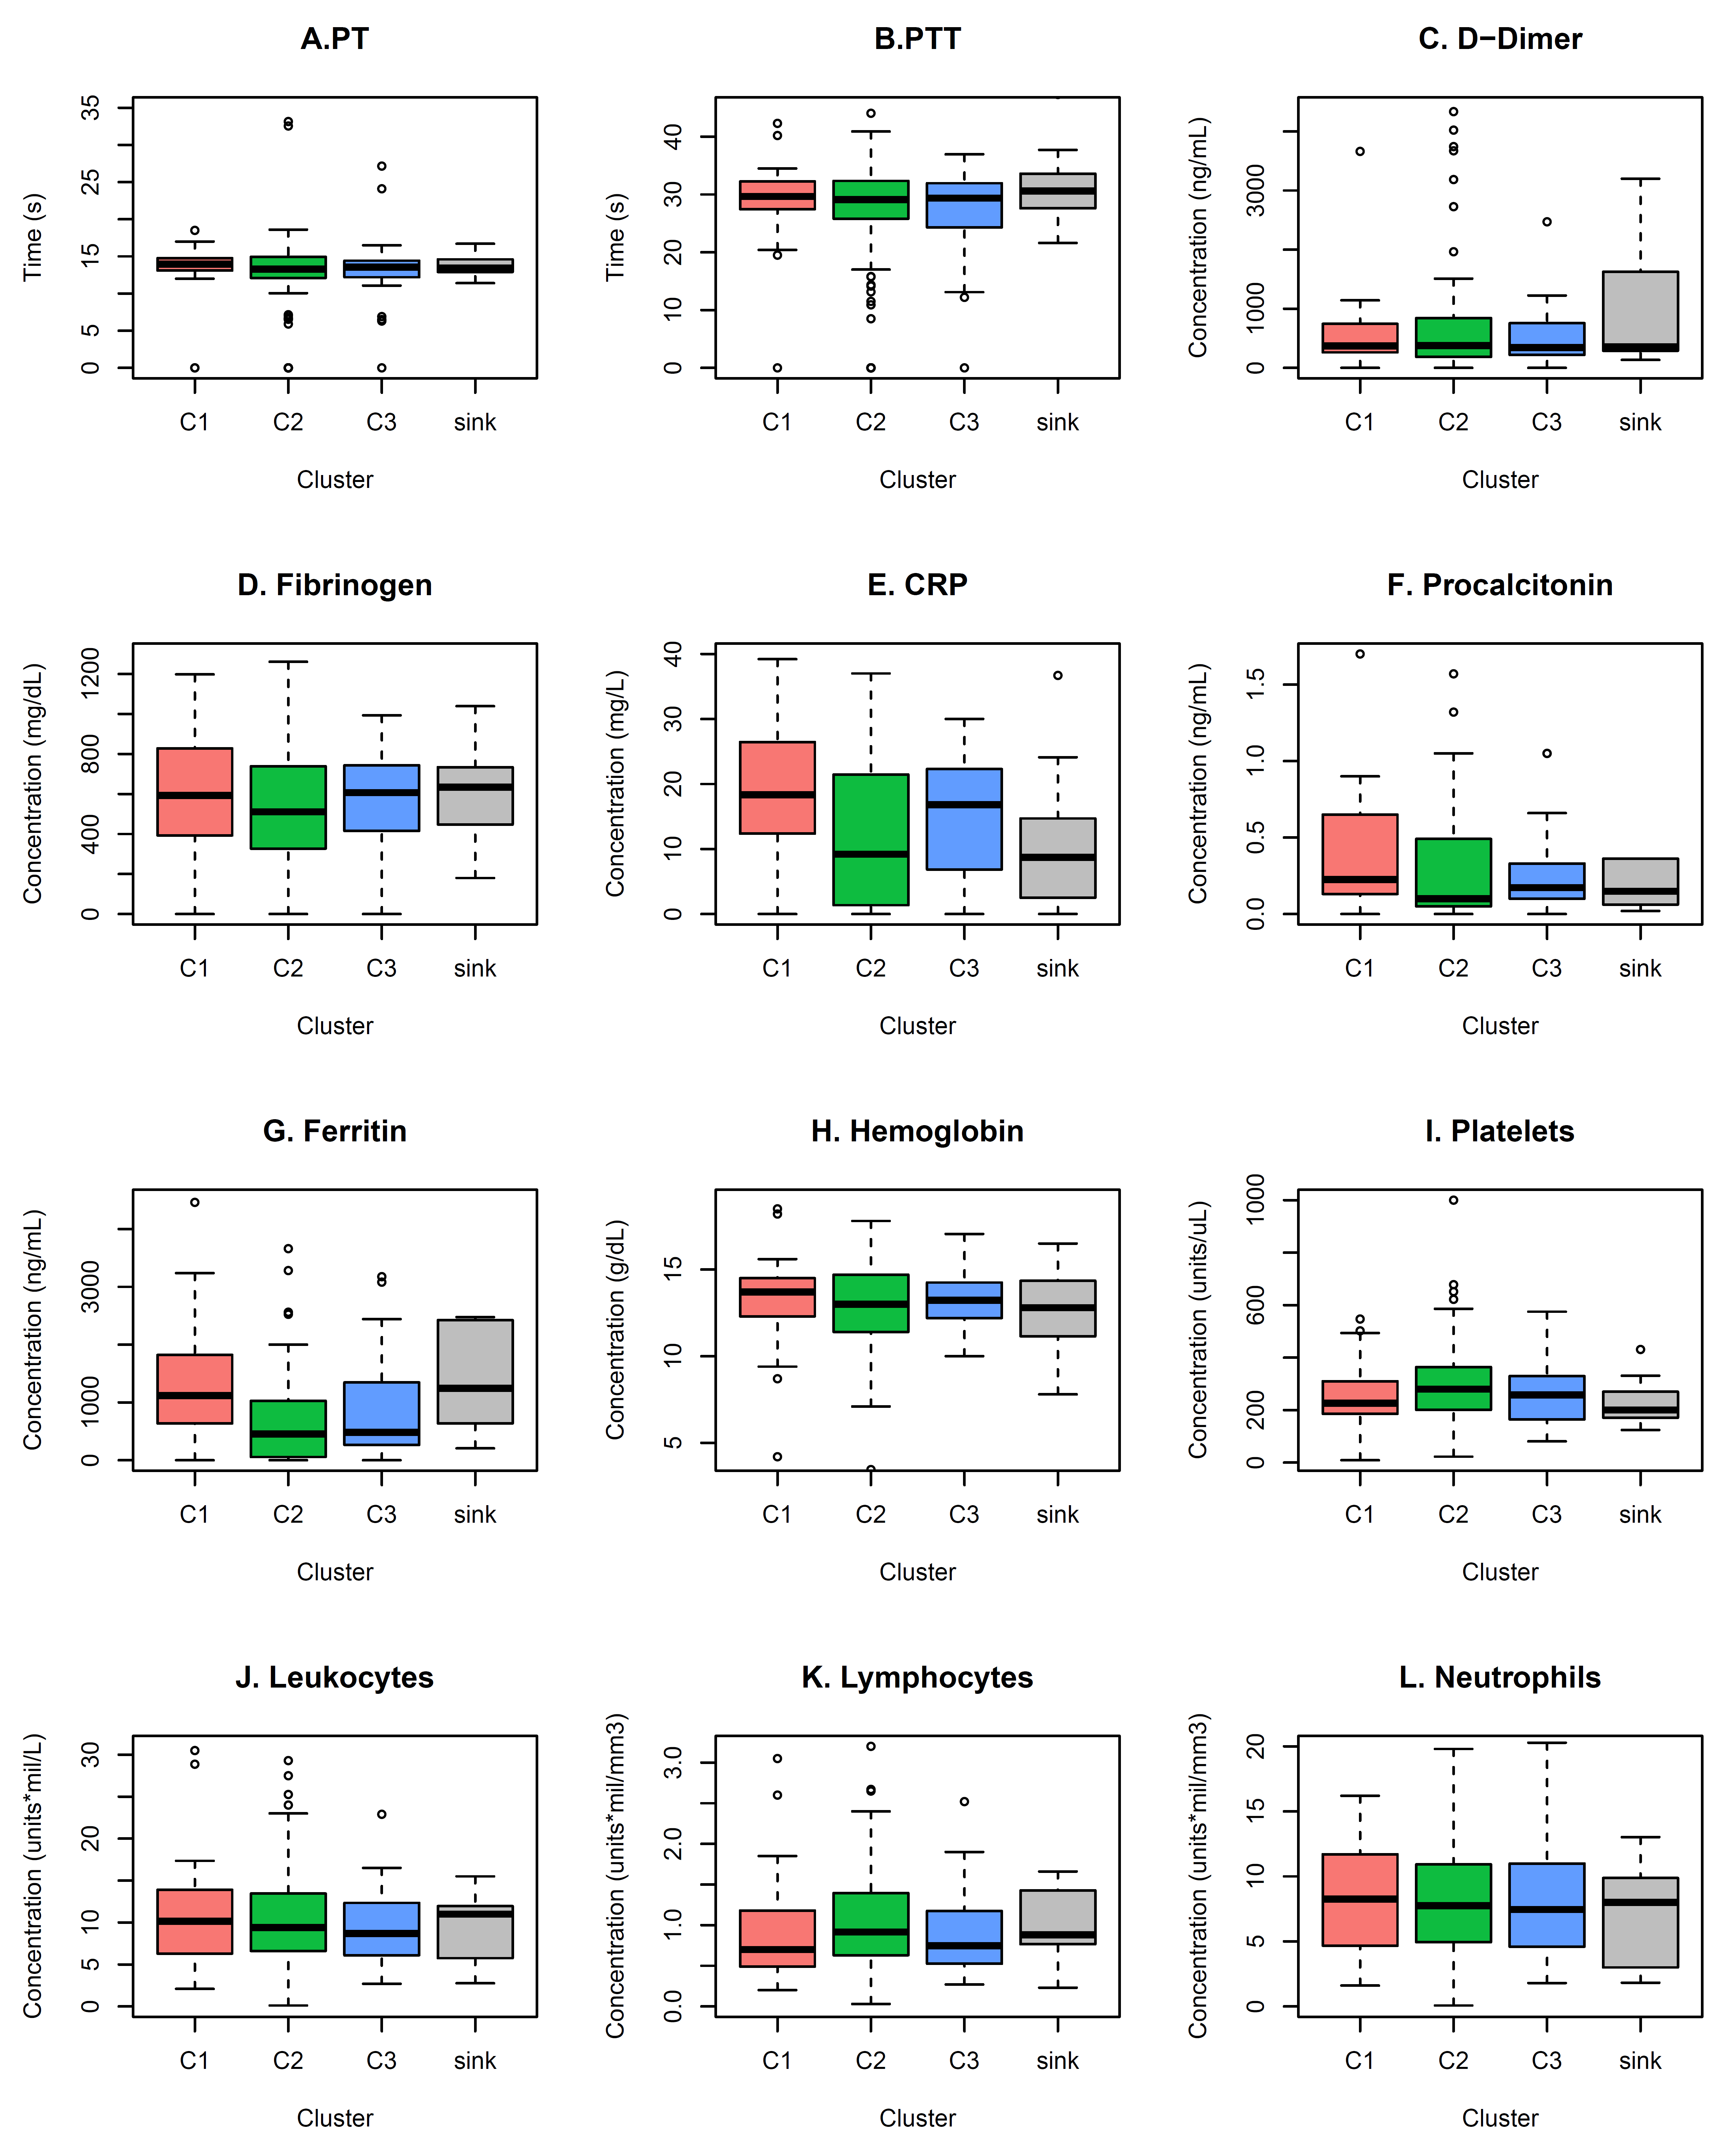 A.PT
B.PTT
C. D−Dimer
Time (s)
0
5
15
25
35
C1
C2
C3
sink
Cluster
Time (s)
0
10
20
30
40
C1
C2
C3
sink
Cluster
Concentration (ng/mL)
0
1000
3000
C1
C2
C3
sink
Cluster
D. Fibrinogen
E. CRP
F. Procalcitonin
Concentration (mg/dL)
0
400
800
1200
C1
C2
C3
sink
Cluster
Concentration (mg/L)
0
10
20
30
40
C1
C2
C3
sink
Cluster
Concentration (ng/mL)
0.0
0.5
1.0
1.5
C1
C2
C3
sink
Cluster
G. Ferritin
H. Hemoglobin
I. Platelets
Concentration (ng/mL)
0
1000
3000
C1
C2
C3
sink
Cluster
Concentration (g/dL)
5
10
15
C1
C2
C3
sink
Cluster
Concentration (units/uL)
0
200
600
1000
C1
C2
C3
sink
Cluster
J. Leukocytes
K. Lymphocytes
L. Neutrophils
Concentration (units*mil/L)
0
5
10
20
30
C1
C2
C3
sink
Cluster
Concentration (units*mil/mm3)
0.0
1.0
2.0
3.0
C1
C2
C3
sink
Cluster
Concentration (units*mil/mm3)
0
5
10
15
20
C1
C2
C3
sink
Cluster